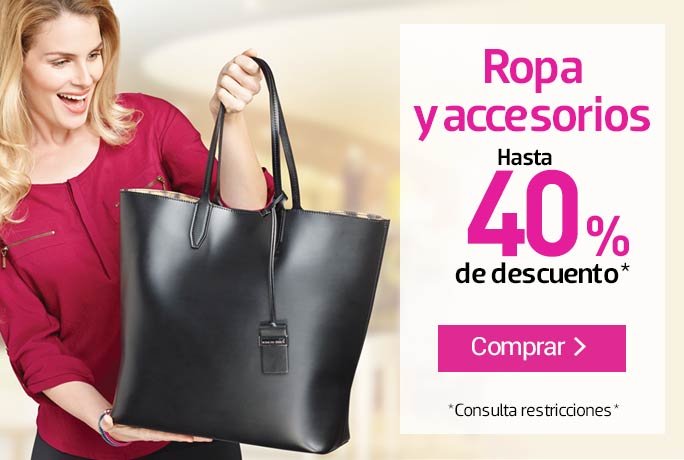 Ropa
y accesorios
Hasta
40%
de descuento*
Comprar >
*Consulta restricciones*